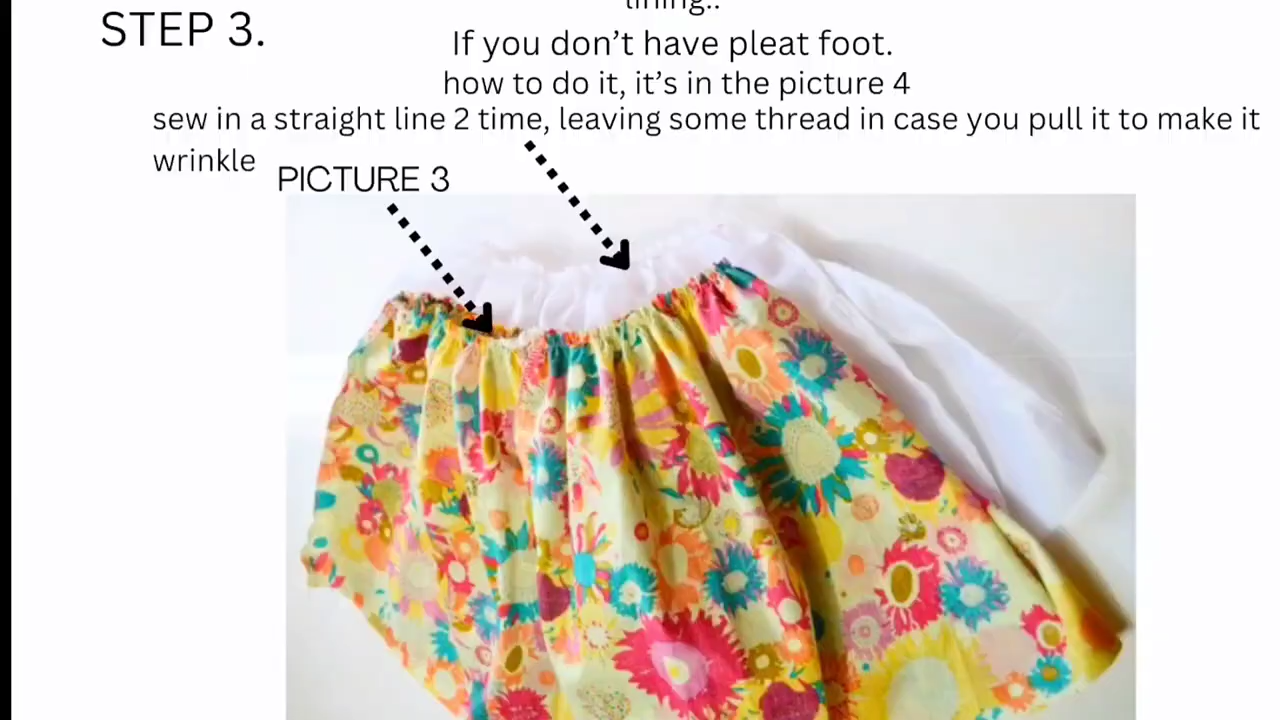 lining..
STEP 3.
If you don’t have pleat foot.
how to do it, it’s in the picture 4
sew in a straight line 2 time, leaving some thread in case you pull it to make it
wrinkle
PICTURE 3